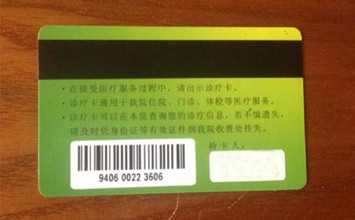 • 在接受医疗服务过程中，请出示诊疗卡。
• 诊疗卡通用于我院住院、门诊、体检等医疗服务。
• 诊疗卡可以在本院查询您的诊疗信息，若不慎遗失，
请及时凭身份证等有效证件到我院收费处挂失。
持卡人：
9406 0022 3606